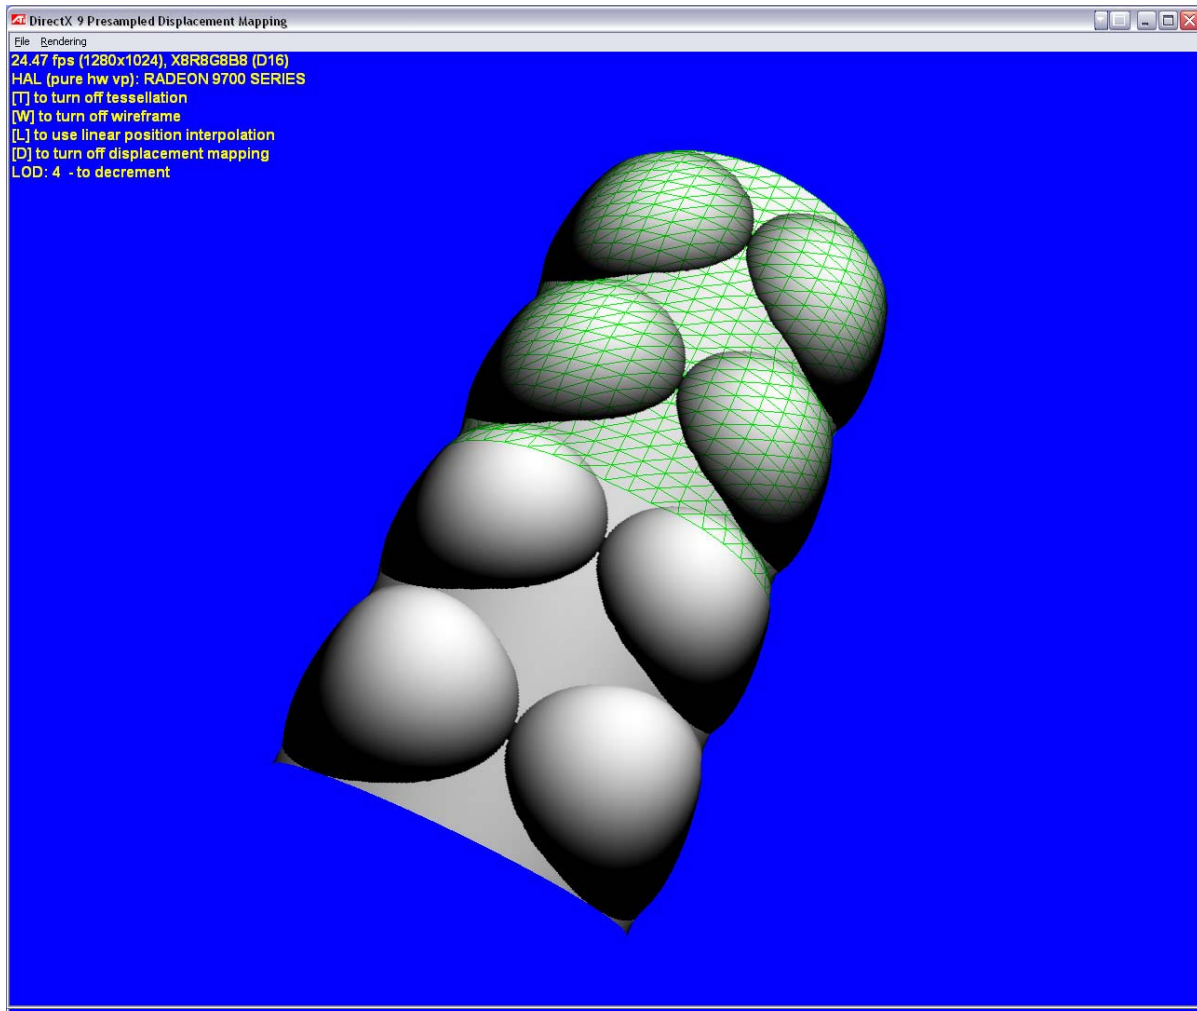 ATI DirectX 9 Presampled Displacement Mapping
File Rendering
24.47 fps (1280x1024), X8R8G8B8 (D16)
HAL (pure hw vp): RADEON 9700 SERIES
[T] to turn off tessellation
[W] to turn off wireframe
[L] to use linear position interpolation
[D] to turn off displacement mapping
LOD: 4 - to decrement